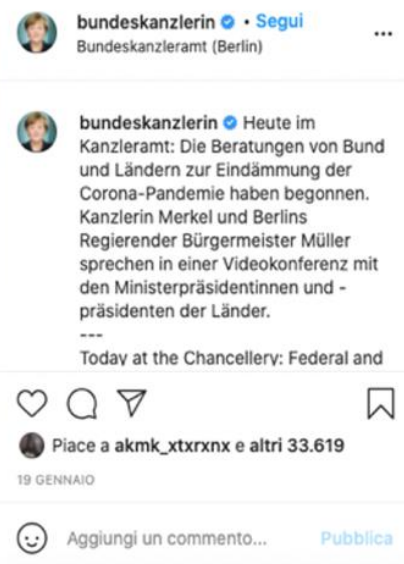 bundeskanzlerin • Segui
Bundeskanzleramt (Berlin)
bundeskanzlerin Heute im
Kanzleramt: Die Beratungen von Bund
und Ländern zur Eindämmung der
Corona-Pandemie haben begonnen.
Kanzlerin Merkel und Berlins
Regierender Bürgermeister Müller
sprechen in einer Videokonferenz mit
den Ministerpräsidentinnen und -
präsidenten der Länder.
---
Today at the Chancellery: Federal and
Piace a akmk_xtxrxnx e altri 33.619
19 GENNAIO
Aggiungi un commento... Pubblica